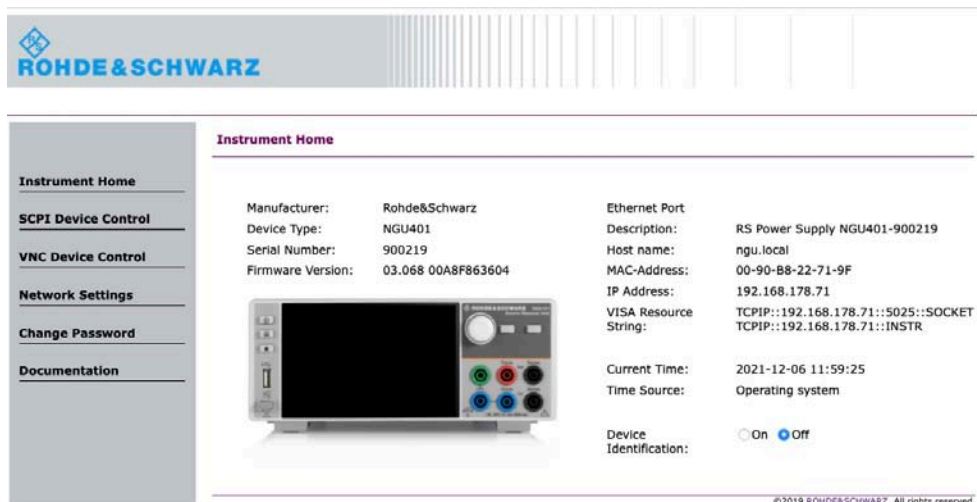 ROHDE&SCHWARZ
Instrument Home
Instrument Home
SCPI Device Control
VNC Device Control
Network Settings
Change Password
Documentation
Manufacturer: Rohde&Schwarz
Device Type: NGU401
Serial Number: 900219
Firmware Version: 03.068 00A8F863604
Ethernet Port
Description: RS Power Supply NGU401-900219
Host name: ngu.local
MAC-Address: 00-90-B8-22-71-9F
IP Address: 192.168.178.71
VISA Resource TCPIP::192.168.178.71::5025::SOCKET
String: TCPIP::192.168.178.71::INSTR
Current Time: 2021-12-06 11:59:25
Time Source: Operating system
Device
Identification: On Off
ROHDE&SCHWARZ
©2019 ROHDE&SCHWARZ. All rights reserved.